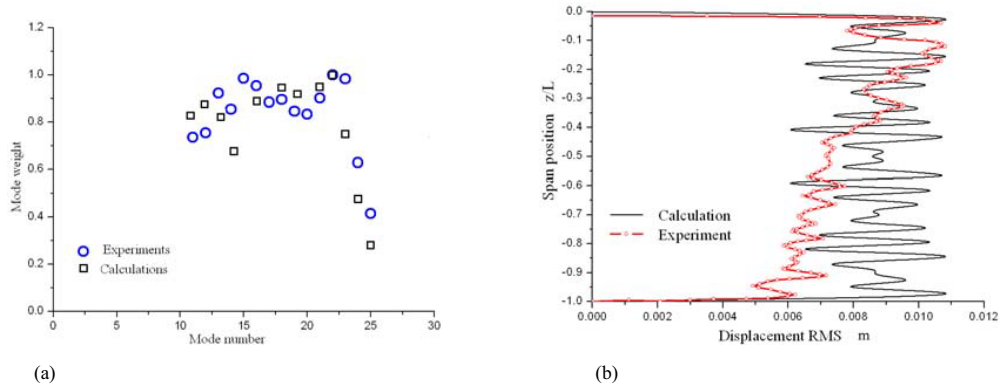 (a)
1.2
1.0
0.8
0.6
0.4
0.2
0.0
Mode weight
Experiments
Calculations
0
5
10
15
20
25
30
Mode number
(b)
0.0
-0.1
-0.2
-0.3
-0.4
-0.5
-0.6
-0.7
-0.8
-0.9
-1.0
Span position z/L
Calculation
Experiment
0.000
0.002
0.004
0.006
0.008
0.010
0.012
Displacement RMS m
(a)
(b)